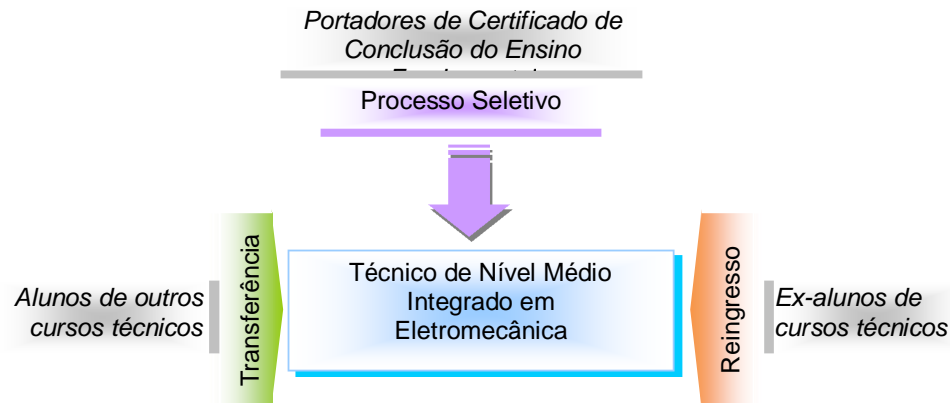 Portadores de Certificado de
Conclusão do Ensino
Processo Seletivo
Transferência
Técnico de Nível Médio
Integrado em
Eletromecânica
Reingresso
Alunos de outros
cursos técnicos
Ex-alunos de
cursos técnicos